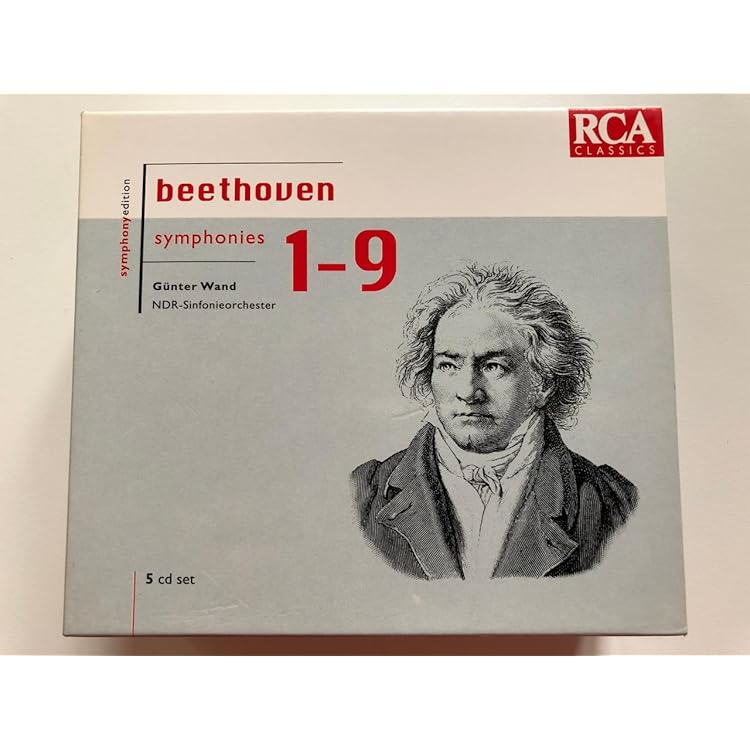 RCA
CLASSICS
symphonyedition
beethoven
symphonies 1-9
Günter Wand
NDR-Sinfonieorchester
5 cd set